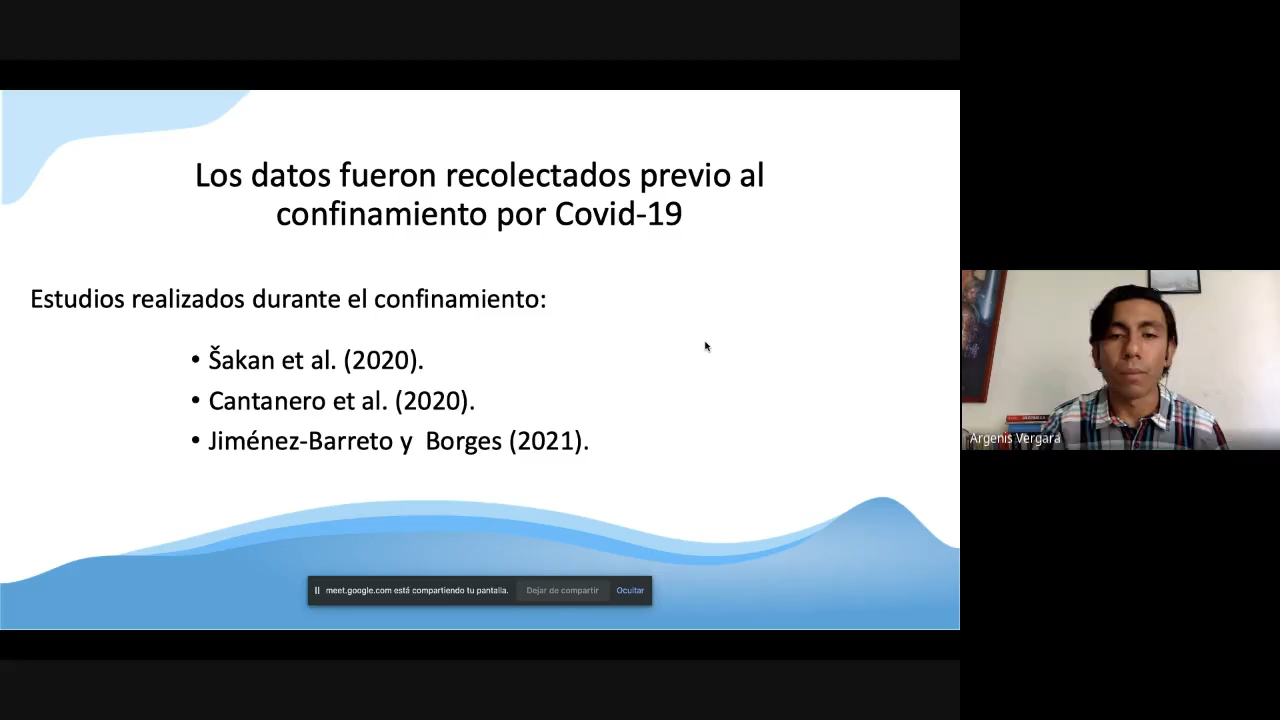 Los datos fueron recolectados previo al
confinamiento por Covid-19
Estudios realizados durante el confinamiento:
• Šakan et al. (2020).
• Cantanero et al. (2020).
• Jiménez-Barreto y Borges (2021).
meet.google.com está compartiendo tu pantalla.
Dejar de compartir
Ocultar
Argenis Vergara